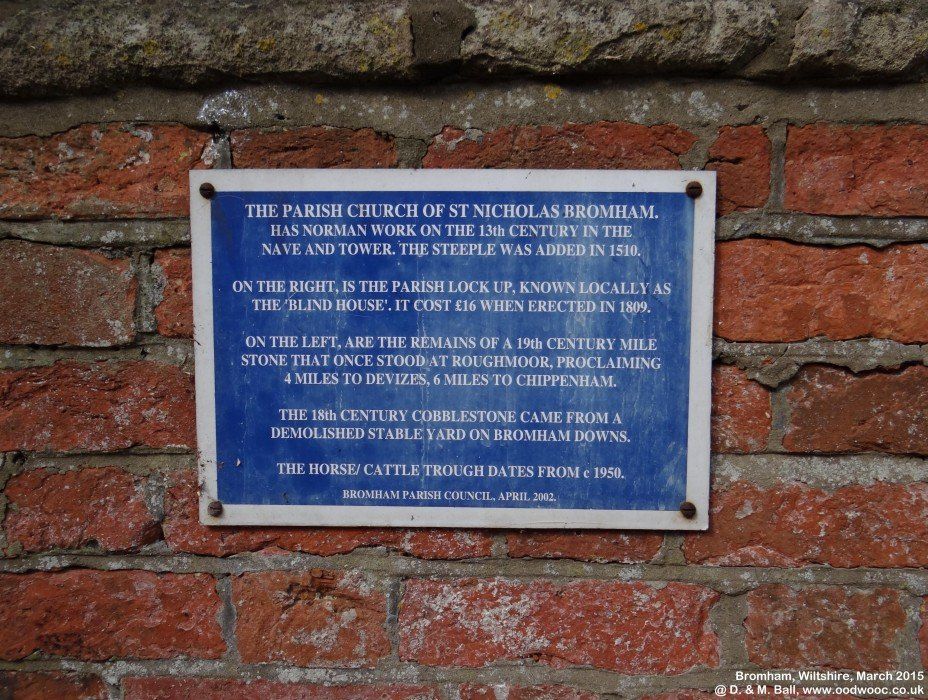 THE PARISH CHURCH OF ST NICHOLAS BROMHAM.
HAS NORMAN WORK ON THE 13th CENTURY IN THE
NAVE AND TOWER. THE STEEPLE WAS ADDED IN 1510.
ON THE RIGHT, IS THE PARISH LOCK UP, KNOWN LOCALLY AS
THE 'BLIND HOUSE'. IT COST £16 WHEN ERECTED IN 1809.
ON THE LEFT, ARE THE REMAINS OF A 19th CENTURY MILE
STONE THAT ONCE STOOD AT ROUGHMOOR, PROCLAIMING
4 MILES TO DEVIZES, 6 MILES TO CHIPPENHAM.
THE 18th CENTURY COBBLESTONE CAME FROM A
DEMOLISHED STABLE YARD ON BROMHAM DOWNS.
THE HORSE/ CATTLE TROUGH DATES FROM c 1950.
BROMHAM PARISH COUNCIL, APRIL 2002.
Bromham, Wiltshire, March 2015
@ D. & M. Ball, www.oodwooc.co.uk